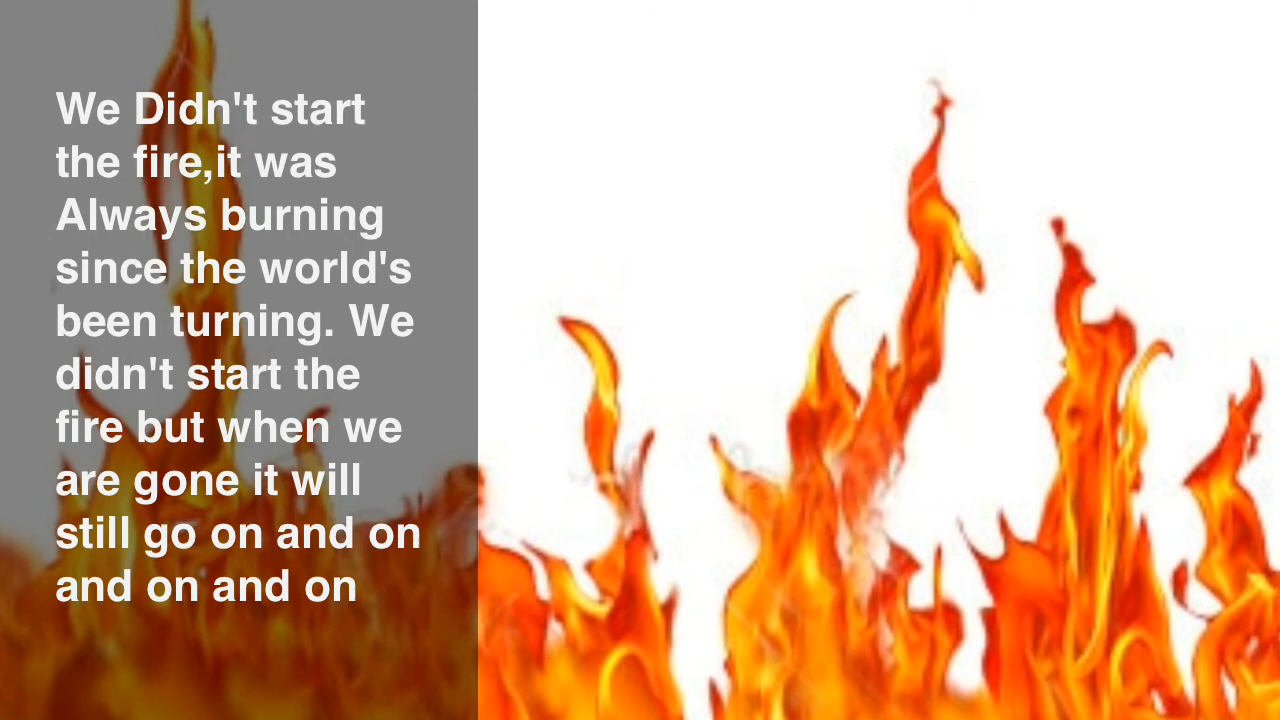 We Didn't start
the fire,it was
Always burning
since the world's
been turning. We
didn't start the
fire but when we
are gone it will
still go on and on
and on and on